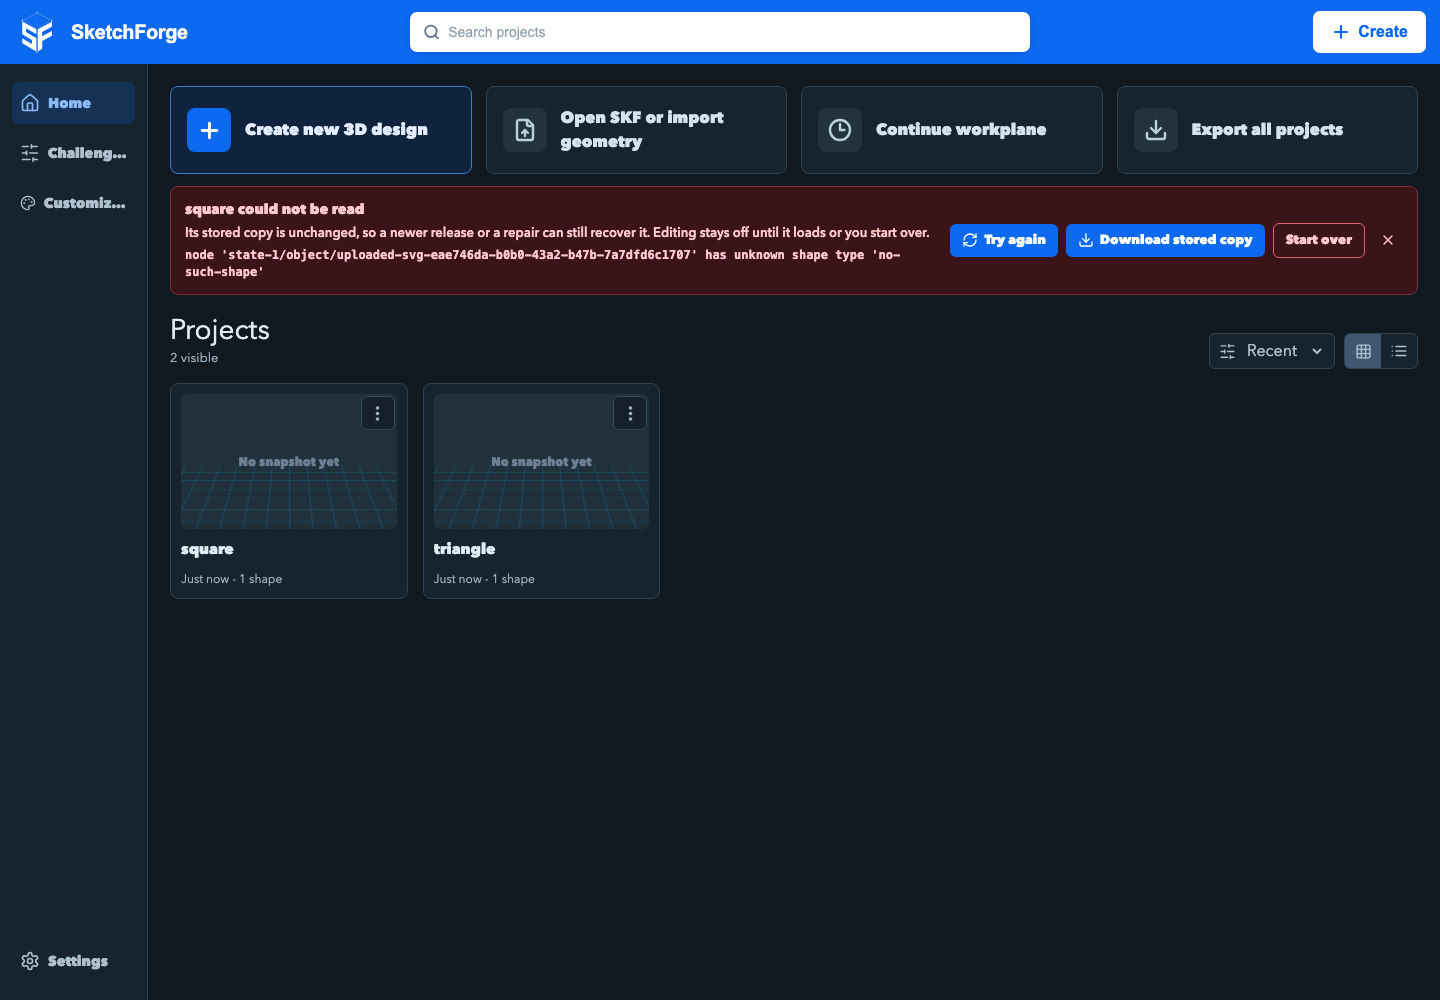 SketchForge
Search projects
Create
Home
Challeng...
Customiz...
Settings
Create new 3D design
Open SKF or import
geometry
Continue workplane
Export all projects
square could not be read
Its stored copy is unchanged, so a newer release or a repair can still recover it. Editing stays off until it loads or you start over.
node 'state-1/object/uploaded-svg-eae746da-b0b0-43a2-b47b-7a7dfd6c1707' has unknown shape type 'no-
such-shape'
Try again
Download stored copy
Start over
Projects
2 visible
Recent
No snapshot yet
square
Just now - 1 shape
No snapshot yet
triangle
Just now - 1 shape